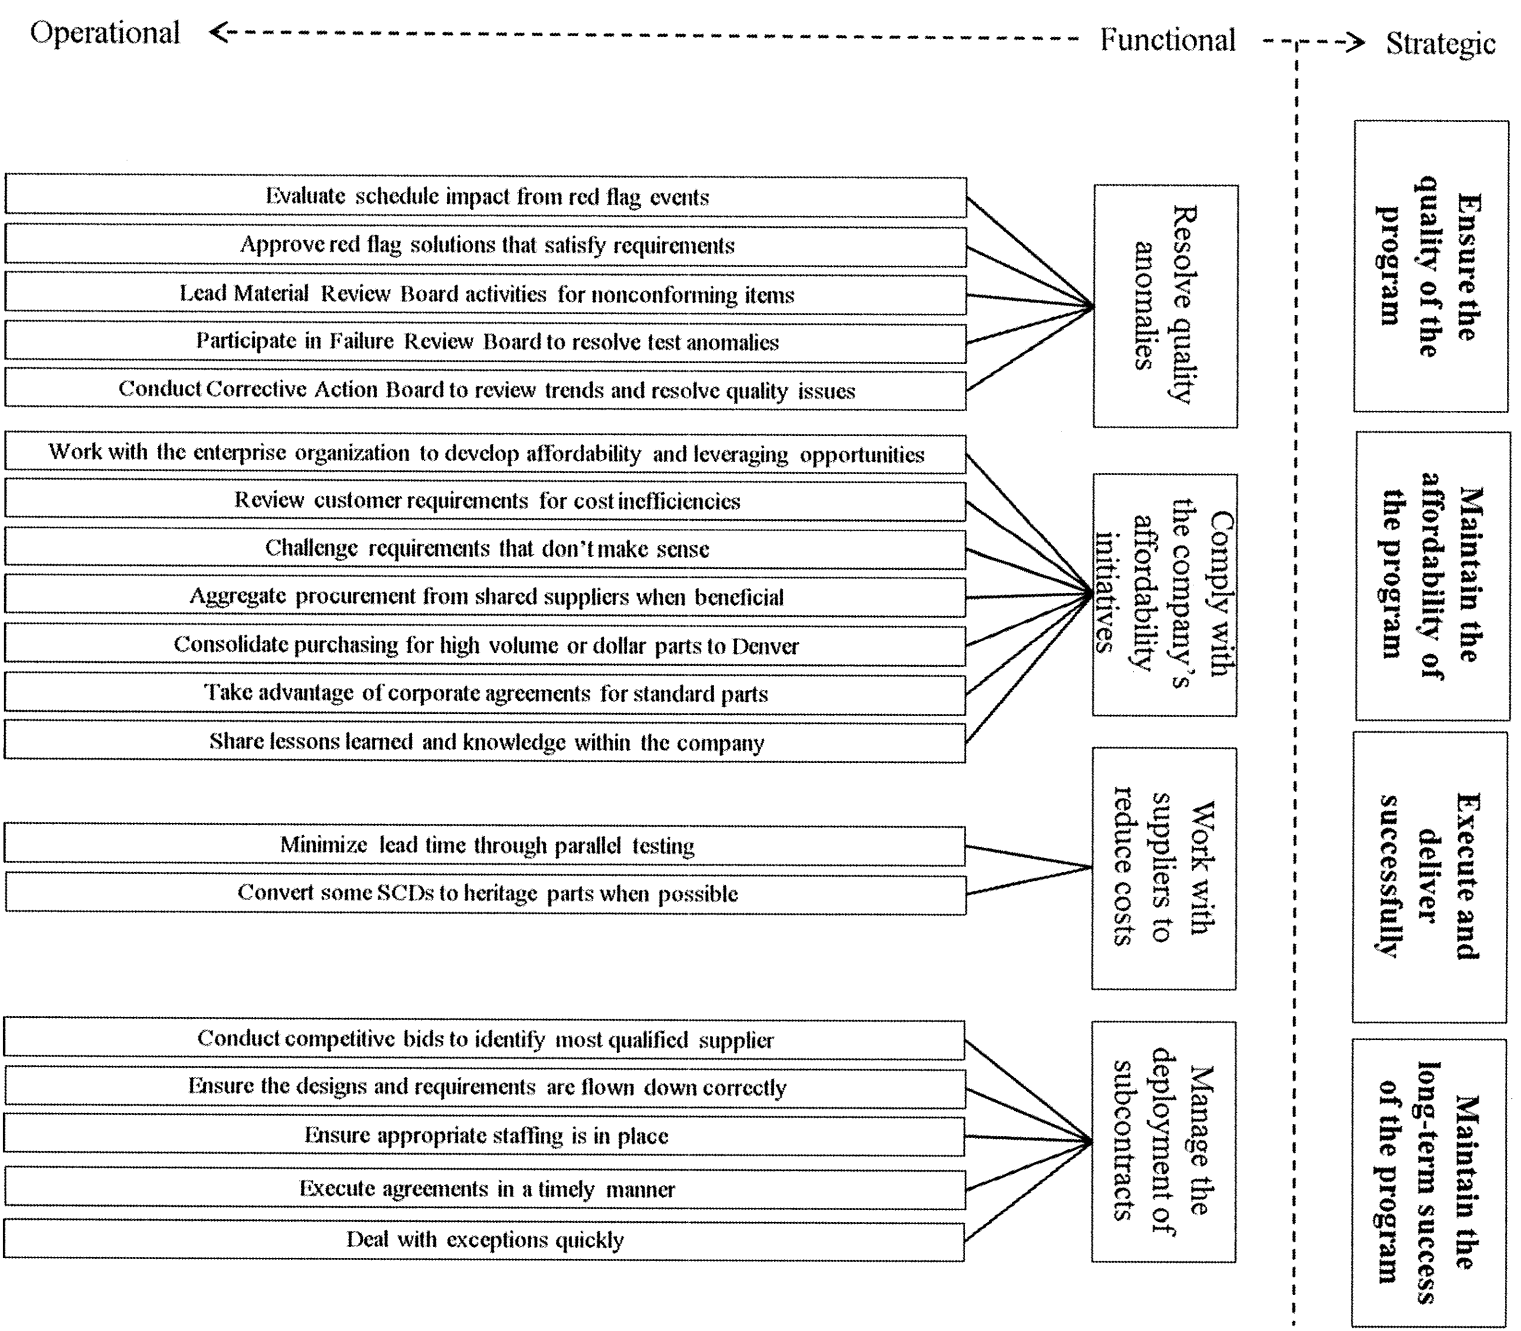 Operational
Functional
Strategic
Evaluate schedule impact from red flag events
Approve red flag solutions that satisfy requirements
Lead Material Review Board activities for nonconforming items
Participate in Failure Review Board to resolve test anomalies
Conduct Corrective Action Board to review trends and resolve quality issues
Resolve quality
anomalies
Work with the enterprise organization to develop affordability and leveraging opportunities
Review customer requirements for cost inefficiencies
Challenge requirements that don't make sense
Aggregate procurement from shared suppliers when beneficial
Consolidate purchasing for high volume or dollar parts to Denver
Take advantage of corporate agreements for standard parts
Share lessons learned and knowledge within the company
Comply with
the company's
affordability
initiatives
Minimize lead time through parallel testing
Convert some SCDs to heritage parts when possible
Work with
suppliers to
reduce costs
Conduct competitive bids to identify most qualified supplier
Ensure the designs and requirements are flown down correctly
Ensure appropriate staffing is in place
Execute agreements in a timely manner
Deal with exceptions quickly
Manage the
deployment of
subcontracts
Ensure the
quality of the
program
Maintain the
affordability of
the program
Execute and
deliver
successfully
Maintain the
long-term success
of the program